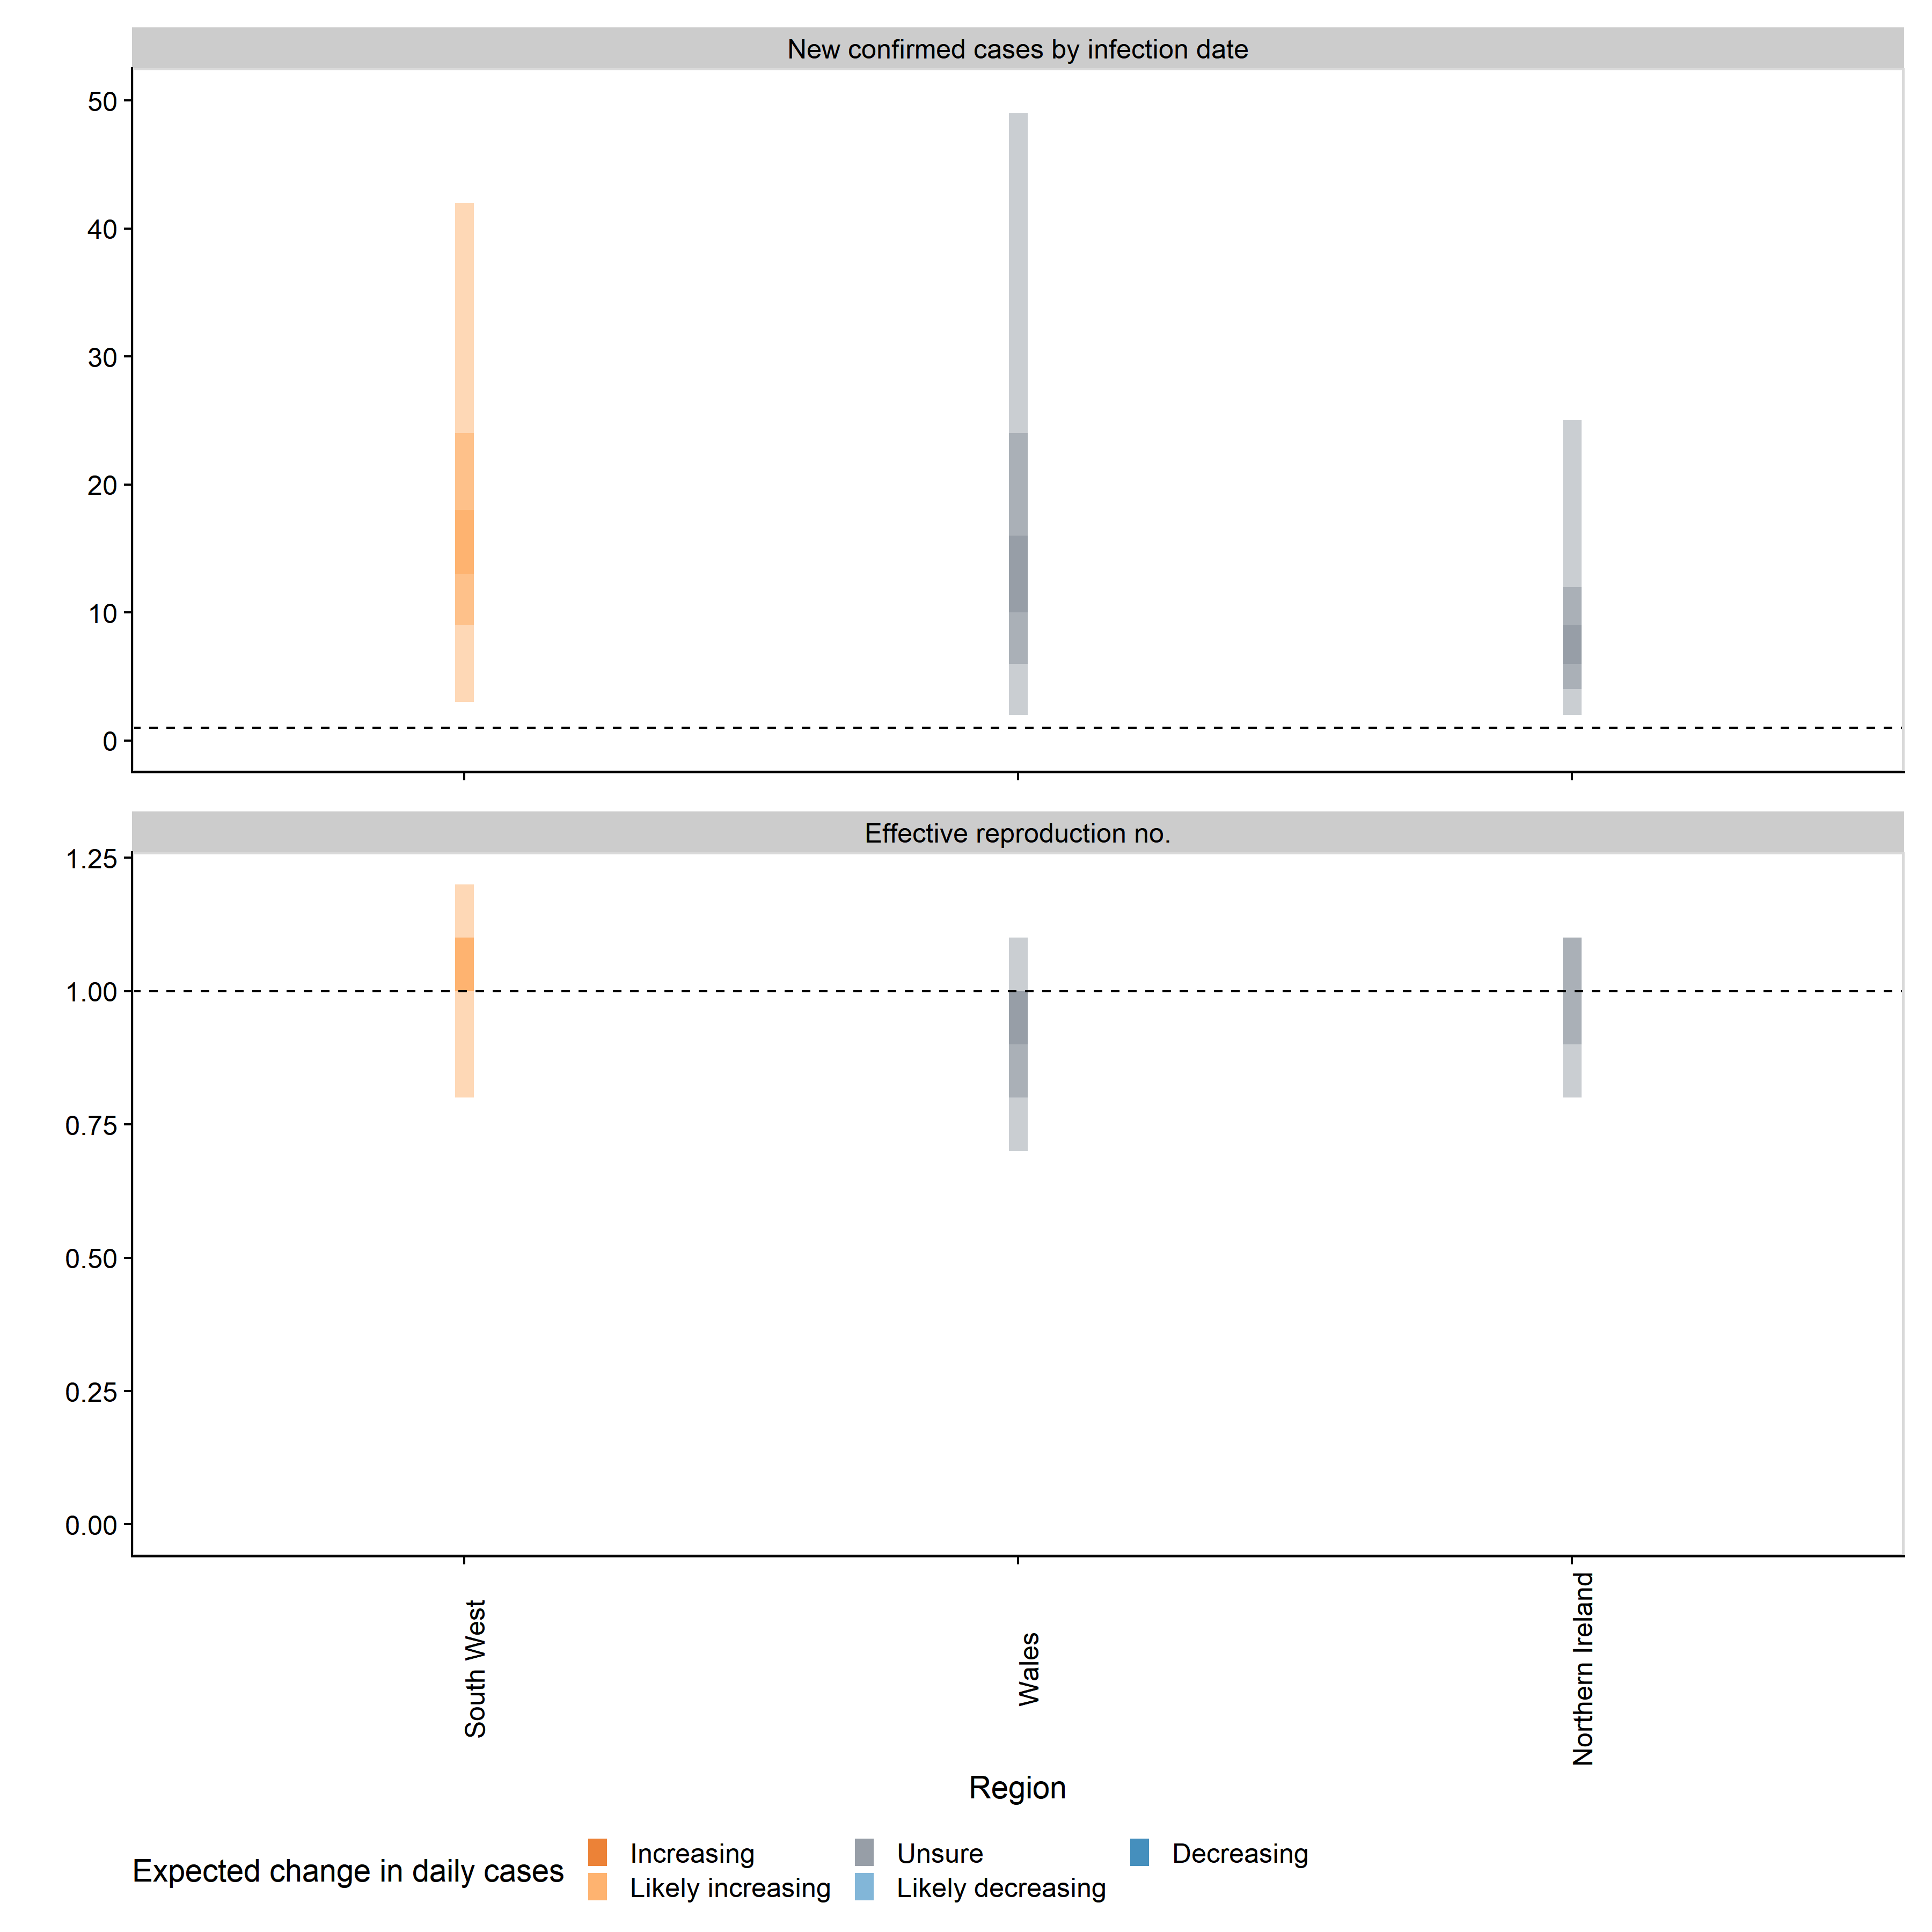 New confirmed cases by infection date
50
40
30
20
10
0
Effective reproduction no.
1.25
1.00
0.75
0.50
0.25
0.00
South West
Wales
Northern Ireland
Region
Expected change in daily cases
Increasing
Unsure
Decreasing
Likely increasing
Likely decreasing